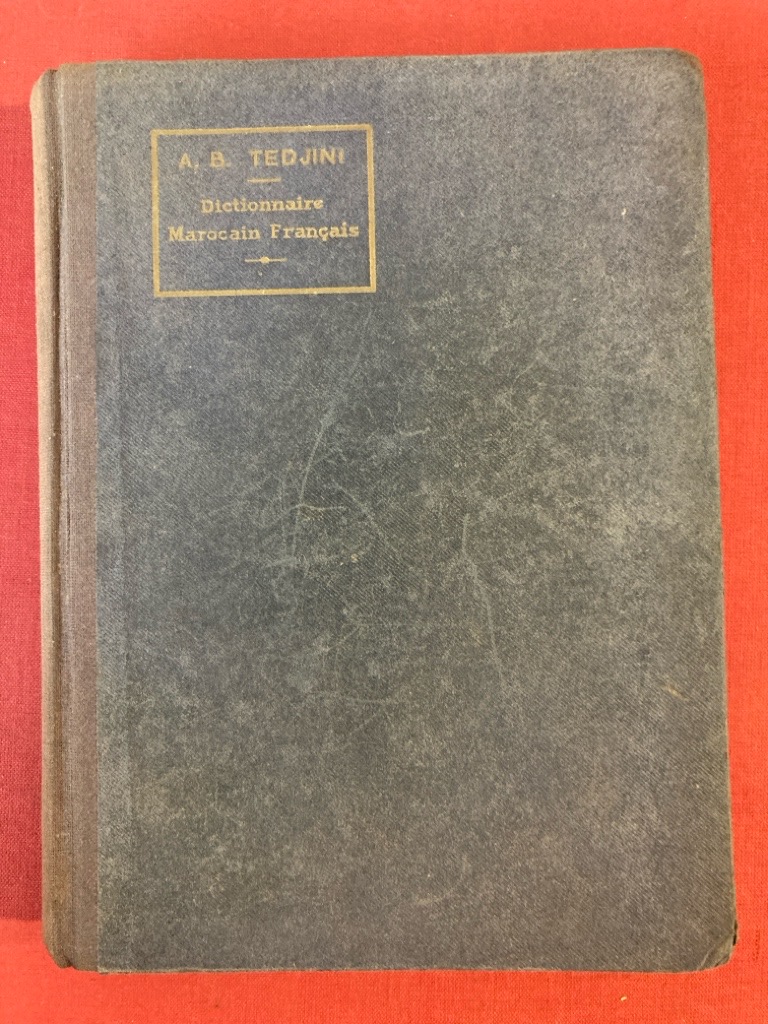 A. B. TEDJINI
Dictionnaire
Marocain Français